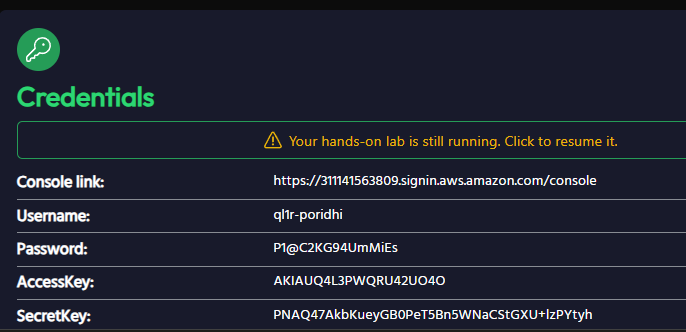 Credentials
Your hands-on lab is still running. Click to resume it.
Console link: https://311141563809.signin.aws.amazon.com/console
Username: ql1r-poridhi
Password: P1@C2KG94UmMiEs
AccessKey: AKIAUQ4L3PWQRU42UO4O
SecretKey: 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